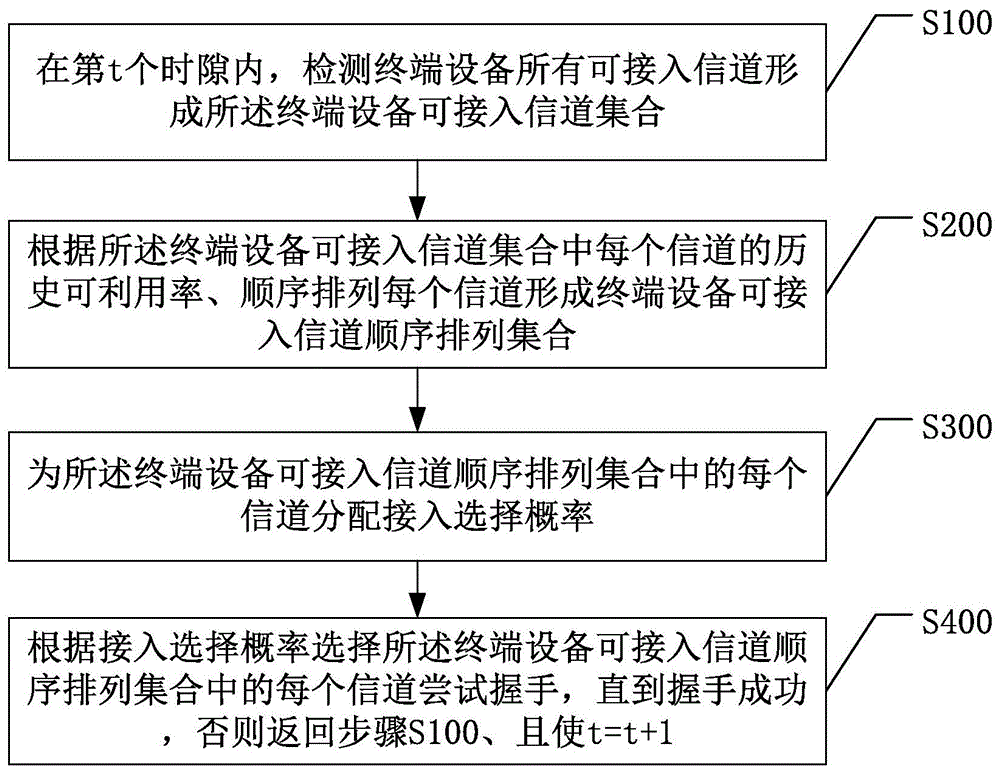 S100
在第t个时隙内，检测终端设备所有可接入信道形
成所述终端设备可接入信道集合
S200
根据所述终端设备可接入信道集合中每个信道的历
史可利用率、顺序排列每个信道形成终端设备可接
入信道顺序排列集合
S300
为所述终端设备可接入信道顺序排列集合中的每个
信道分配接入选择概率
S400
根据接入选择概率选择所述终端设备可接入信道顺
序排列集合中的每个信道尝试握手，直到握手成功
，否则返回步骤S100、且使t=t+1